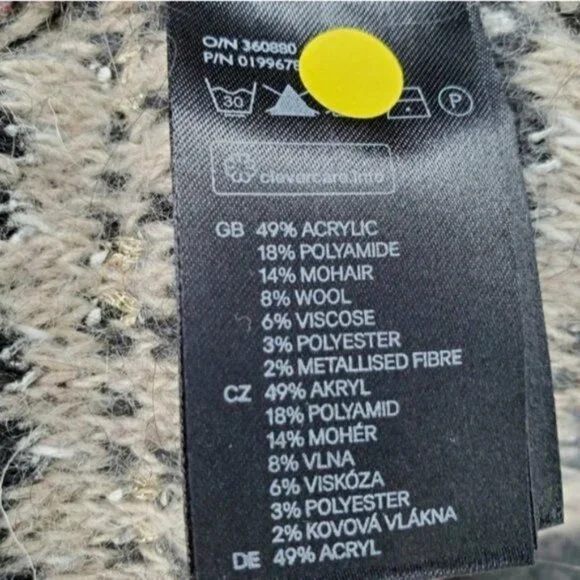 O/N 360880
P/N 0199678
30
P
clevercare.info
GB 49% ACRYLIC
18% POLYAMIDE
14% MOHAIR
8% WOOL
6% VISCOSE
3% POLYESTER
2% METALLISED FIBRE
CZ 49% AKRYL
18% POLYAMID
14% MOHÉR
8% VLNA
6% VISKÓZA
3% POLYESTER
2% KOVOVÁ VLÁKNA
DE 49% ACRYL